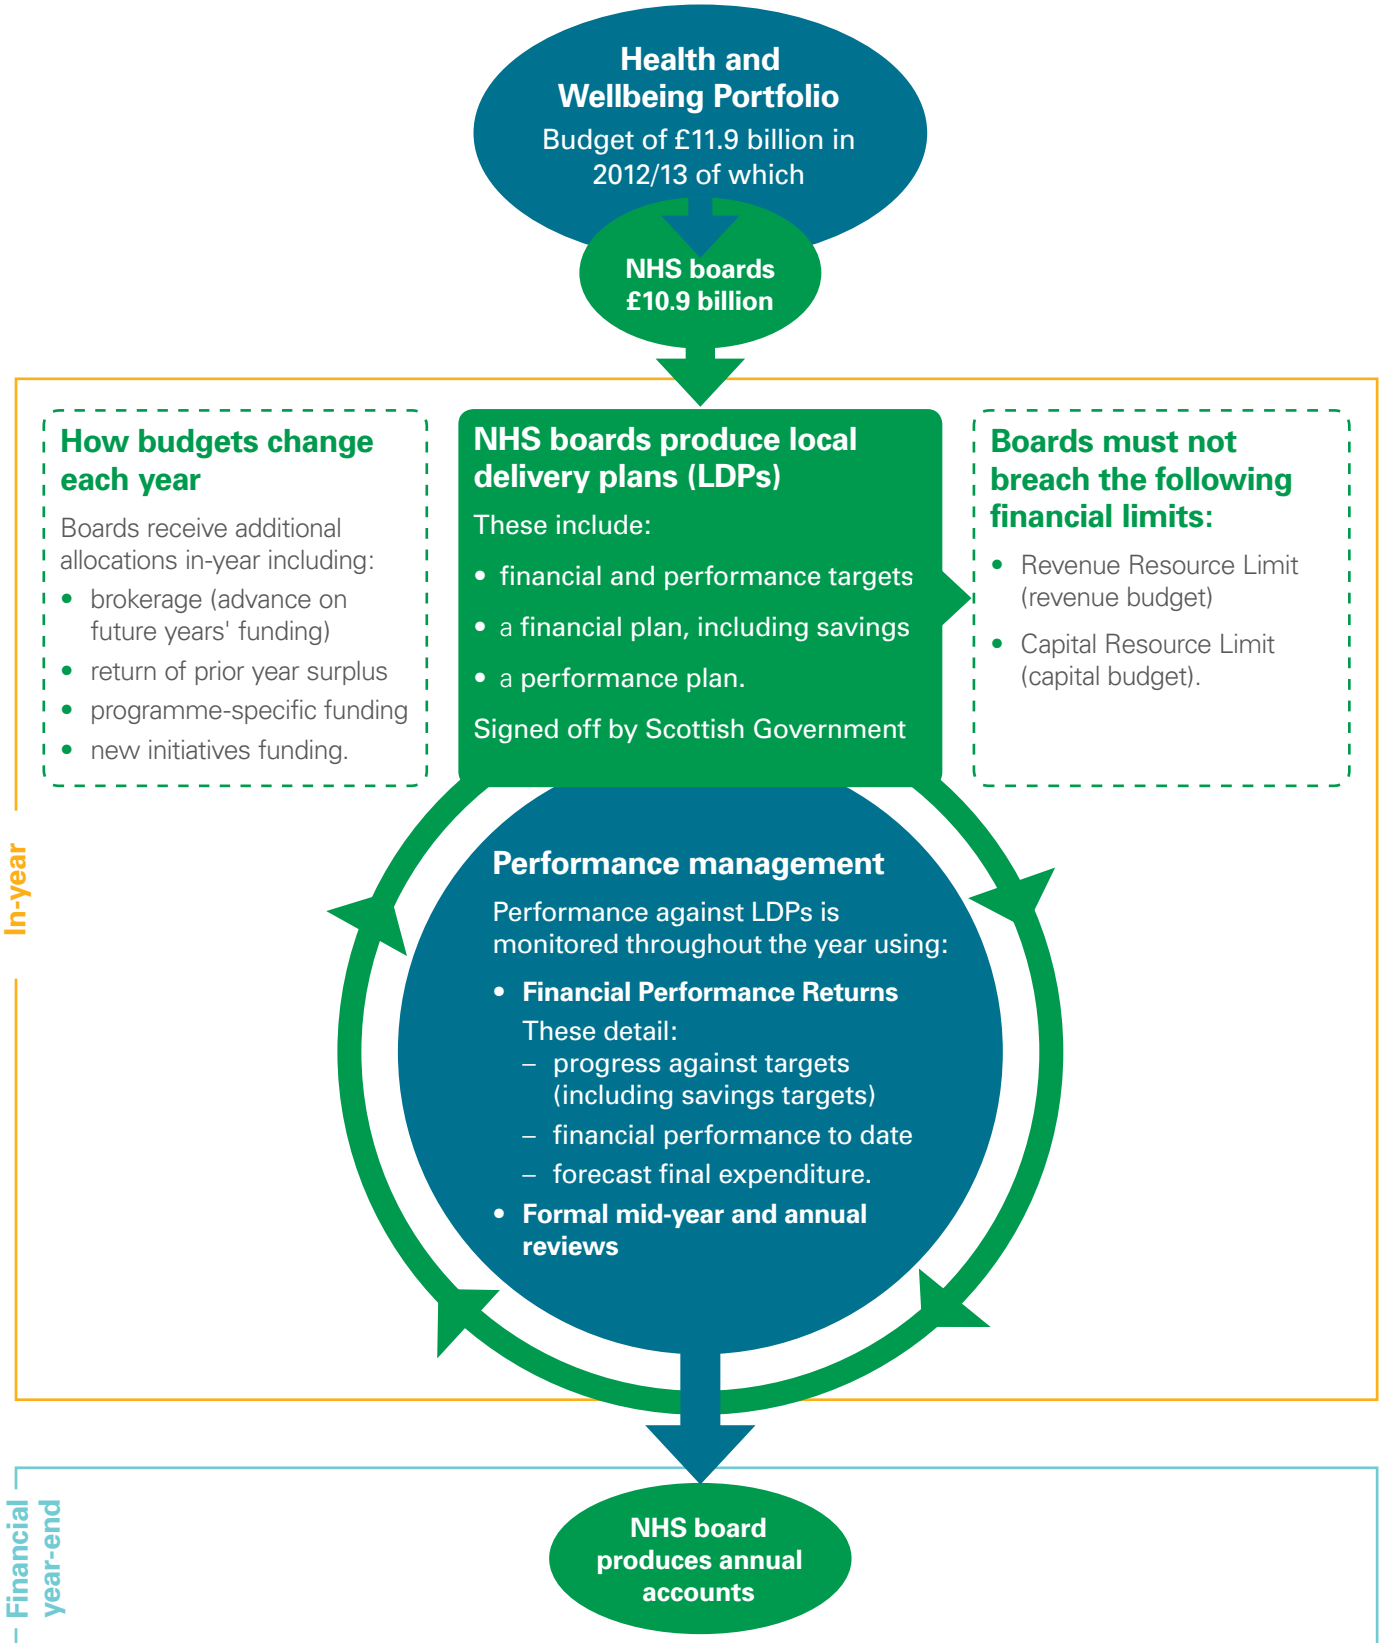 Health and
Wellbeing Portfolio
Budget of £11.9 billion in
2012/13 of which
NHS boards
£10.9 billion
In-year
How budgets change
each year
Boards receive additional
allocations in-year including:
• brokerage (advance on
future years' funding)
• return of prior year surplus
• programme-specific funding
• new initiatives funding.
NHS boards produce local
delivery plans (LDPs)
These include:
• financial and performance targets
• a financial plan, including savings
• a performance plan.
Signed off by Scottish Government
Boards must not
breach the following
financial limits:
• Revenue Resource Limit
(revenue budget)
• Capital Resource Limit
(capital budget).
Performance management
Performance against LDPs is
monitored throughout the year using:
• Financial Performance Returns
These detail:
– progress against targets
(including savings targets)
– financial performance to date
– forecast final expenditure.
• Formal mid-year and annual
reviews
Financial
year-end
NHS board
produces annual
accounts